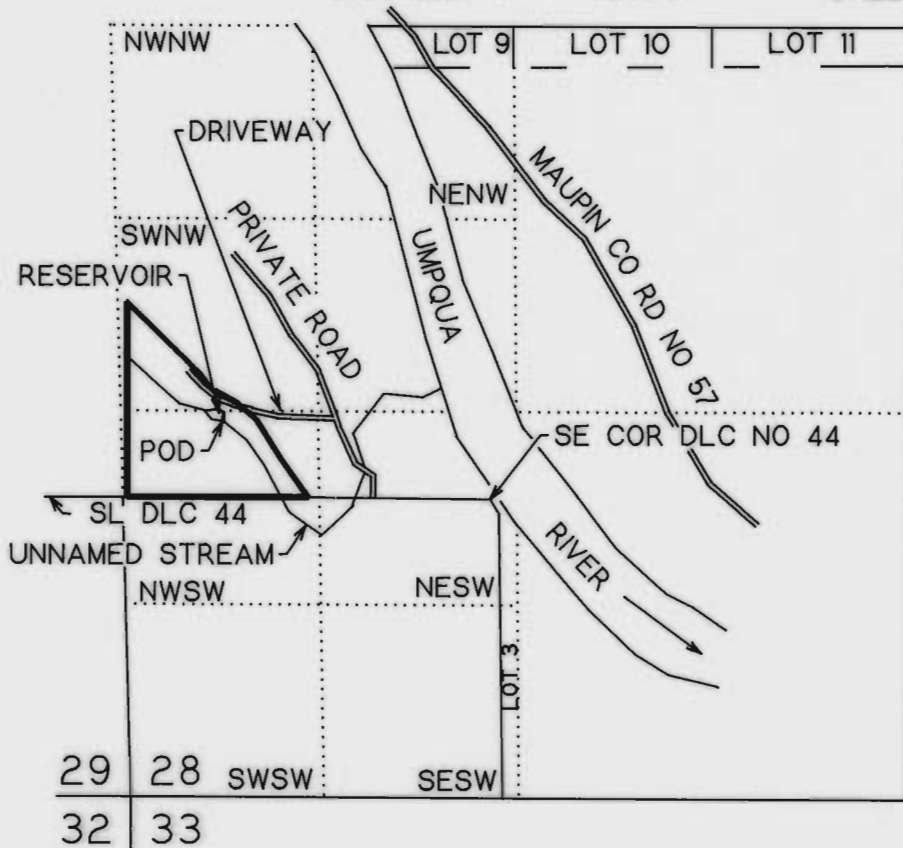 NWNW
LOT 9
LOT 10
LOT 11
DRIVEWAY
MAUPIN CO RD NO 57
NENW
PRIVATE ROAD
SWNW
UMPQUA
RESERVOIR
POD
SE COR DLC NO 44
SL DLC 44
UNNAMED STREAM
RIVER
NWSW
NESW
LOT 3
29
28
SWSW
SESW
32
33